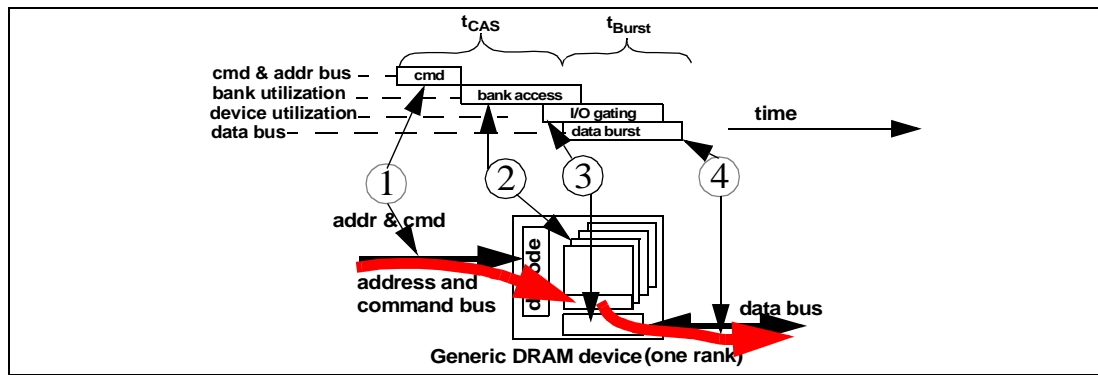 tCAS tBurst
cmd & addr bus cmd
bank utilization bank access
device utilization I/O gating
data bus data burst
time
1 2 3 4
addr & cmd
address and
command bus
data bus
Generic DRAM device (one rank)